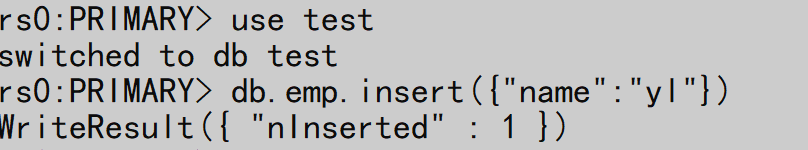 rs0:PRIMARY> use test
switched to db test
rs0:PRIMARY> db.emp.insert({"name":"yl"})
WriteResult({ "nInserted" : 1 })